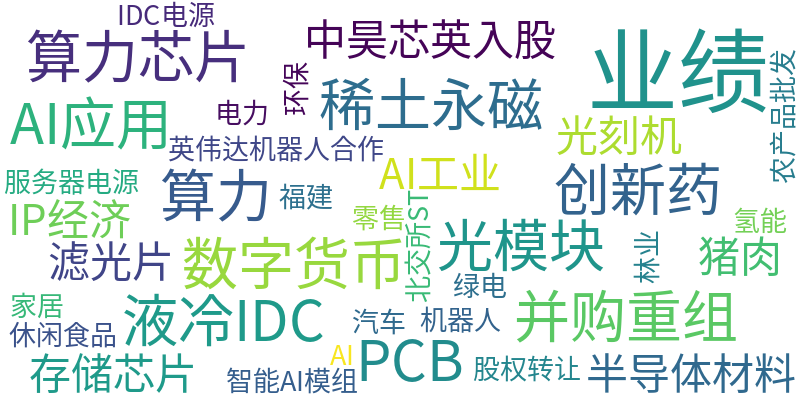 IDC电源
算力芯片
中昊芯英入股
业绩
环保
稀土永磁
农产品批发
AI应用
电力
光刻机
英伟达机器人合作
AI工业
服务器电源
算力
福建
创新药
IP经济
零售
北交所ST
氢能
滤光片
数字货币
光模块
林业
猪肉
绿电
家居
液冷IDC
汽车
机器人
并购重组
休闲食品
AI
PCB
存储芯片
智能AI模组
股权转让
半导体材料